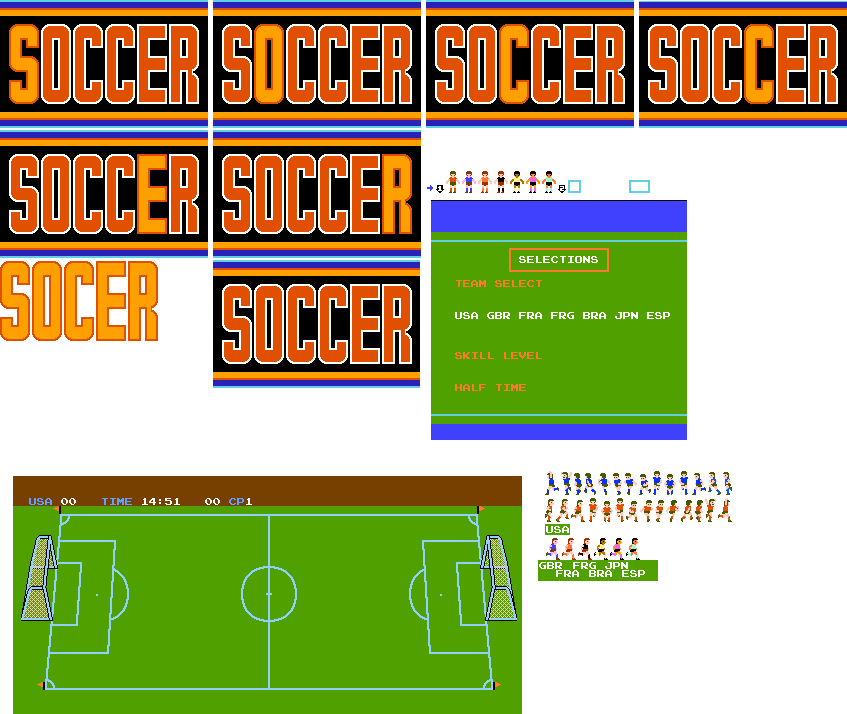 SOCCER
SOCCER
SOCCER
SOCCER
SOCCER
SOCCER
SOCER
SOCCER
SELECTIONS
TEAM SELECT
USA GBR FRA FRG BRA JPN ESP
SKILL LEVEL
HALF TIME
USA 00 TIME 14:51 00 CP1
USA
GBR FRG JPN
FRA BRA ESP